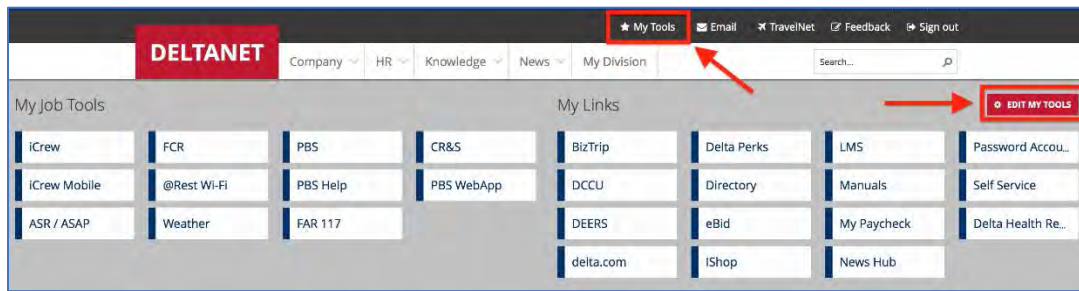 My Tools Email TravelNet Feedback Sign out
DELTANET
Company HR Knowledge News My Division Search...
My Job Tools My Links EDIT MY TOOLS
iCrew FCR PBS CR&S BizTrip Delta Perks LMS Password Accou...
iCrew Mobile @Rest Wi-Fi PBS Help PBS WebApp DCCU Directory Manuals Self Service
ASR / ASAP Weather FAR 117 DEERS eBid My Paycheck Delta Health Re...
delta.com IShop News Hub